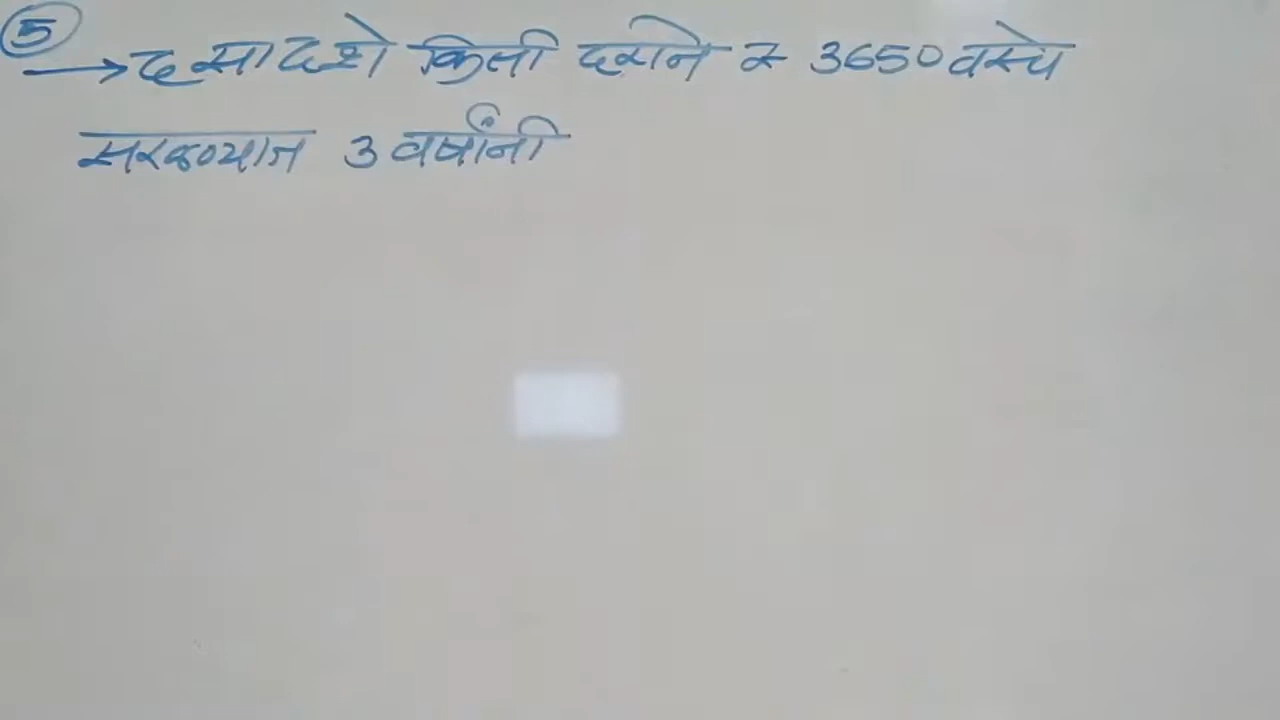 5
→ द सा द शे किती दराने रु 3650 वरचे
सरळव्याज 3 वर्षांनी